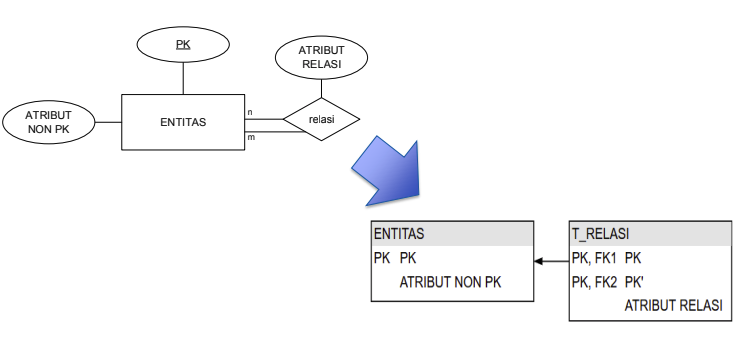 PK
ATRIBUT
RELASI
ATRIBUT
NON PK
ENTITAS
n
relasi
m
ENTITAS
PK PK
ATRIBUT NON PK
T_RELASI
PK, FK1 PK
PK, FK2 PK'
ATRIBUT RELASI